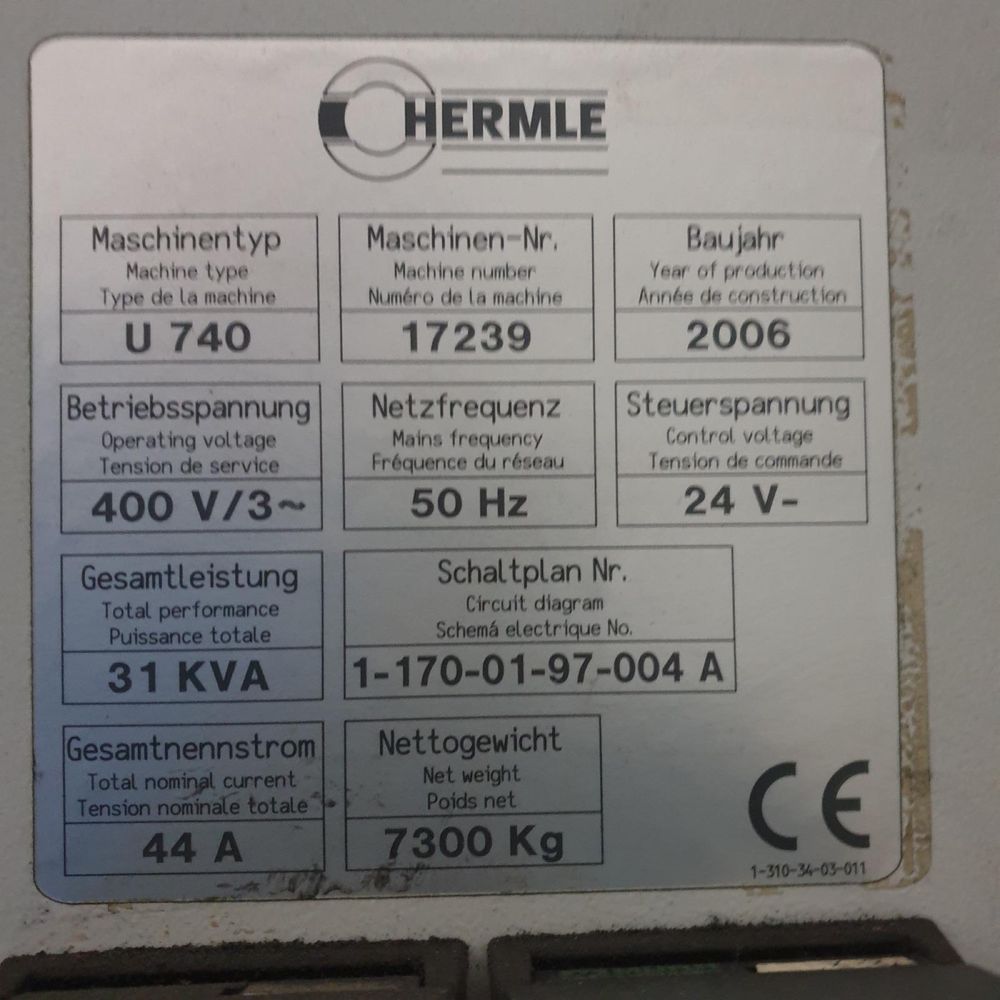 HERMLE
Maschinentyp
Machine type
Type de la machine
U 740
Maschinen-Nr.
Machine number
Numéro de la machine
17239
Baujahr
Year of production
Année de construction
2006
Betriebsspannung
Operating voltage
Tension de service
400 V/3~
Netzfrequenz
Mains frequency
Fréquence du réseau
50 Hz
Steuerspannung
Control voltage
Tension de commande
24 V-
Gesamtleistung
Total performance
Puissance totale
31 KVA
Schaltplan Nr.
Circuit diagram
Schemá electrique No.
1-170-01-97-004 A
Gesamtnennstrom
Total nominal current
Tension nominale totale
44 A
Nettogewicht
Net weight
Poids net
7300 Kg
CE
1-310-34-03-011